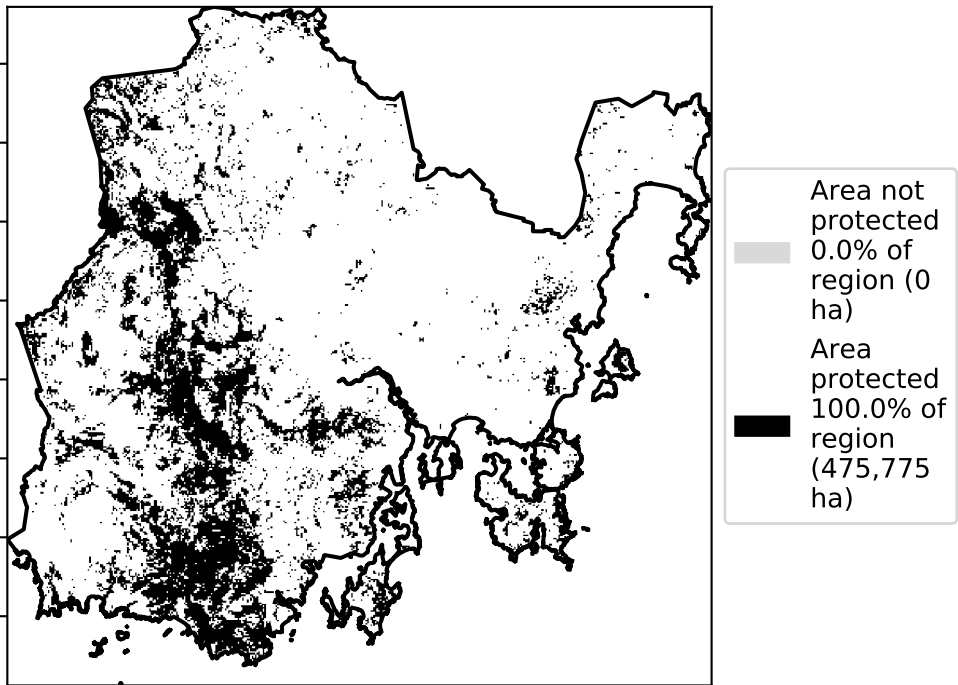 Area not
protected
0.0% of
region (0
ha)
Area
protected
100.0% of
region
(475,775
ha)